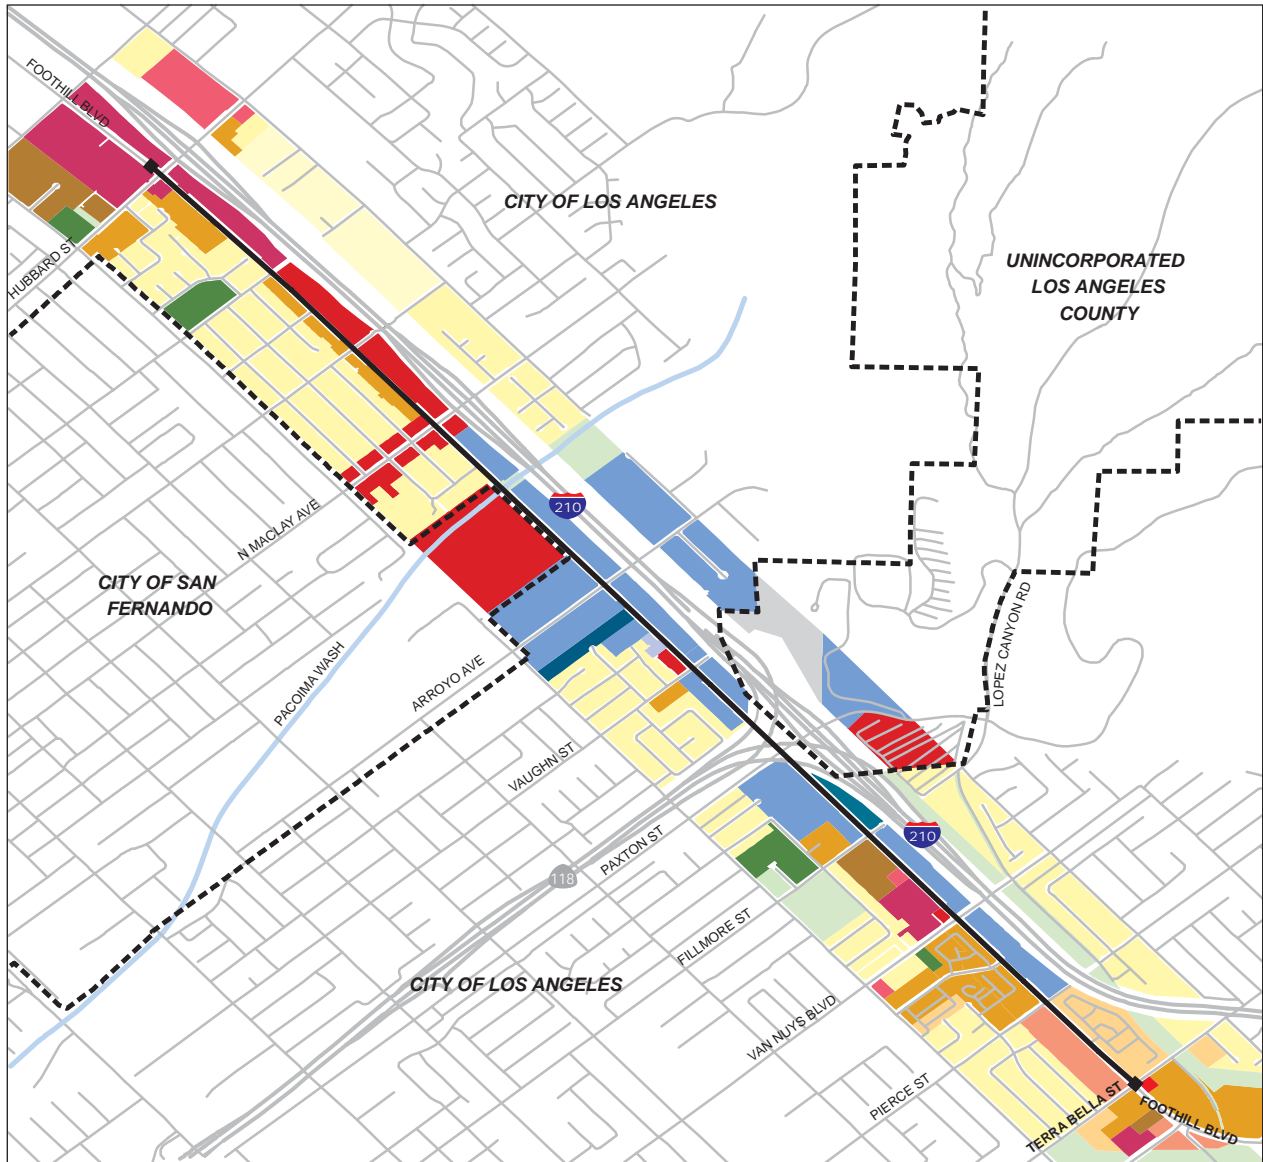 FOOTHILL BLVD
CITY OF LOS ANGELES
UNINCORPORATED
LOS ANGELES
COUNTY
HUBBARD ST
210
N MACLAY AVE
CITY OF SAN
FERNANDO
LOPEZ CANYON RD
PACOIMA WASH
ARROYO AVE
VAUGHN ST
210
PAXTON ST
118
FILLMORE ST
CITY OF LOS ANGELES
VAN NUYS BLVD
PIERCE ST
TERRA BELLA ST
FOOTHILL BLVD